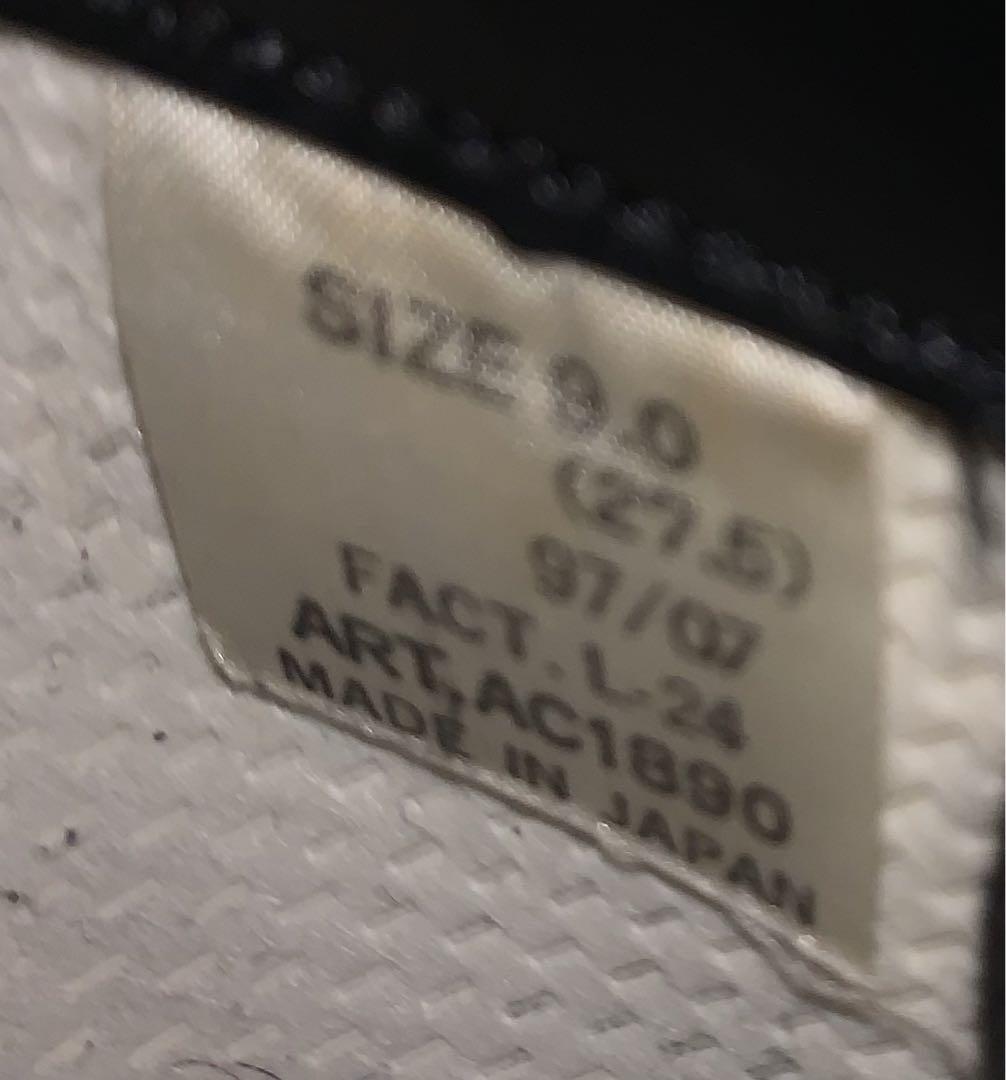 SIZE 9.0
(27.5)
97/07
FACT. L-24
ART,AC1890
MADE IN JAPAN